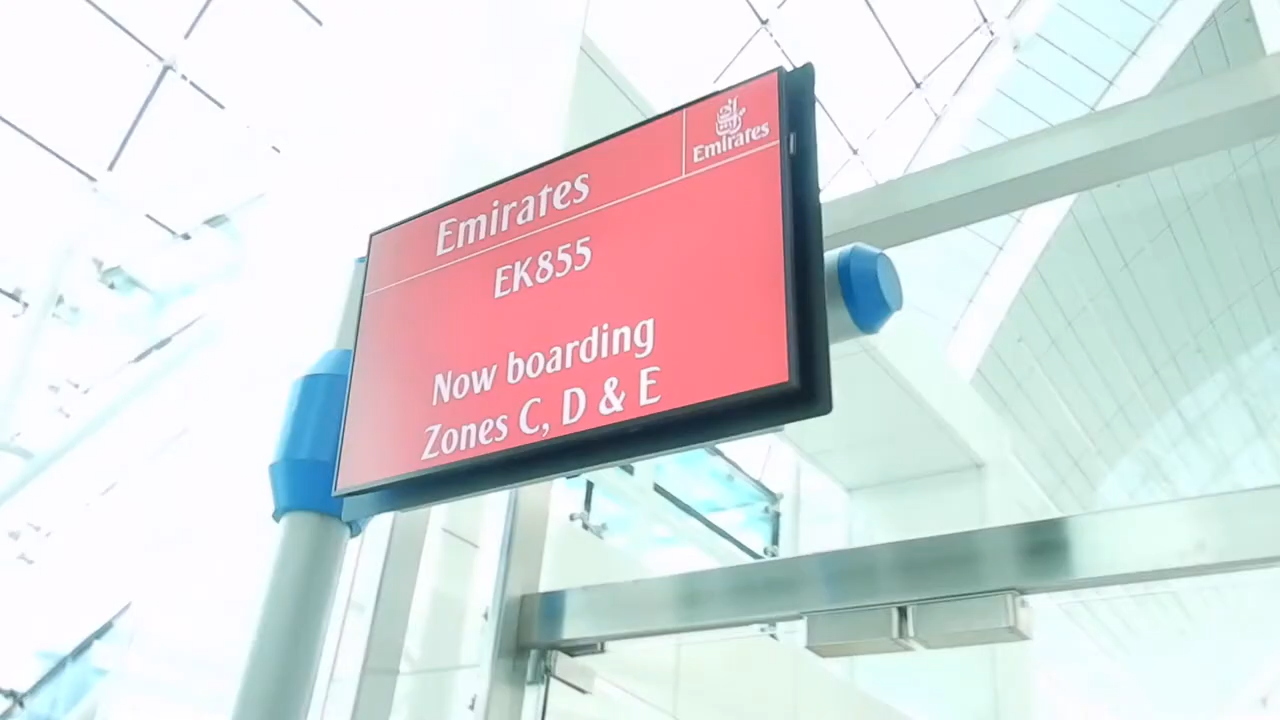 Emirates
Emirates
EK855
Now boarding
Zones C, D & E